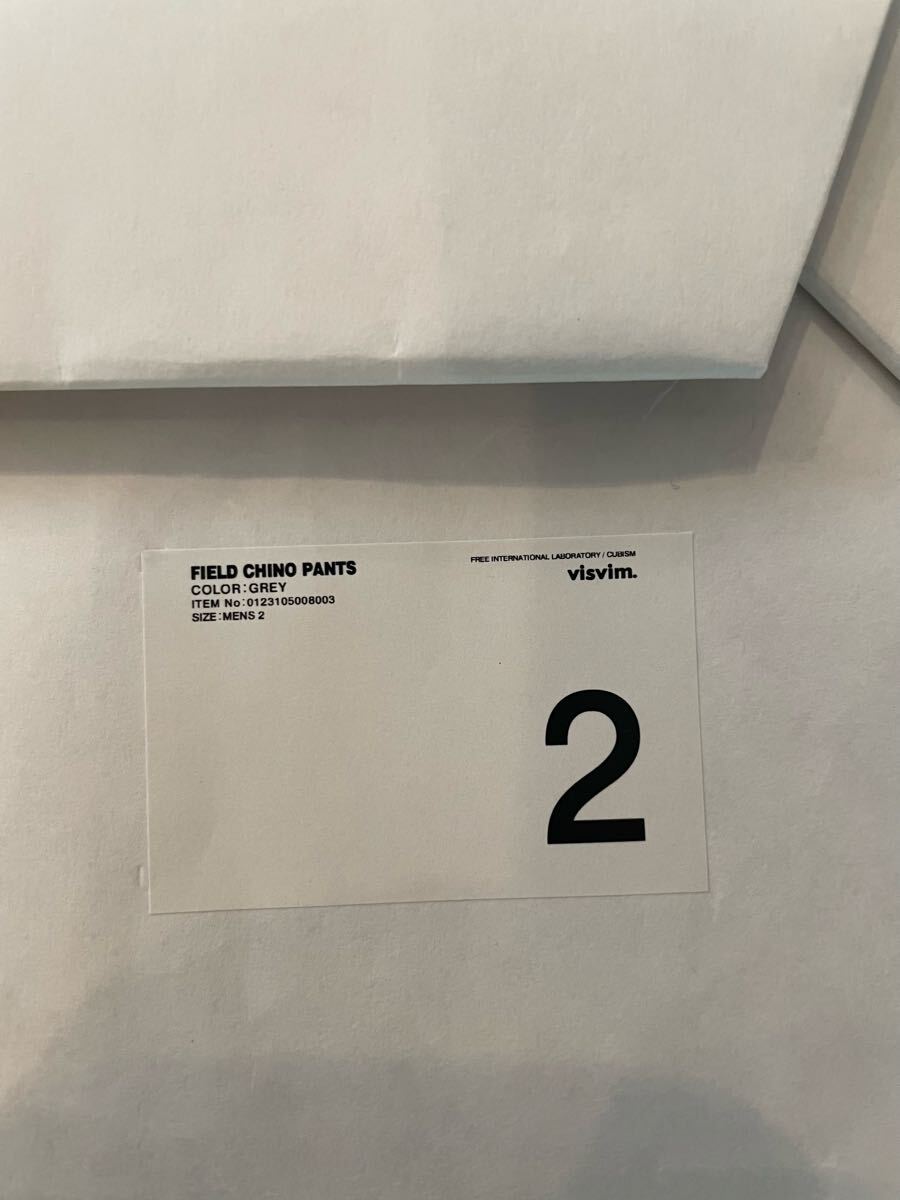 FIELD CHINO PANTS
COLOR:GREY
ITEM No:0123105008003
SIZE:MENS 2
FREE INTERNATIONAL LABORATORY / CUBISM
visvim.
2